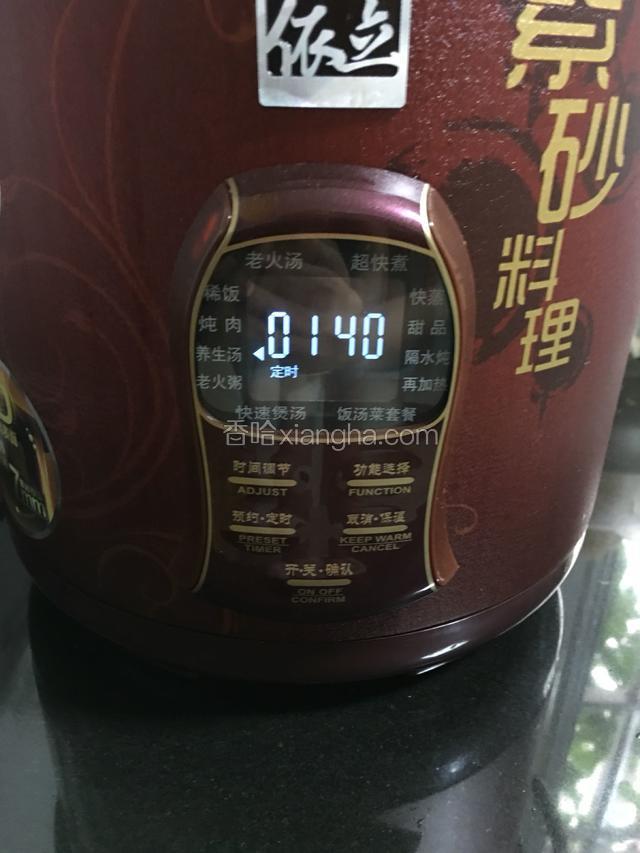 依立
紫砂料理
老火汤 超快煮
稀饭 快蒸
炖肉 甜品
养生汤 隔水炖
老火粥 再加热
0140
定时
快速煲汤 饭汤菜套餐
香哈xiangha.com
时间调节 功能选择
ADJUST FUNCTION
预约·定时 取消·保温
PRESET TIMER KEEP WARM CANCEL
开·关·确认
ON OFF
CONFIRM
7mm